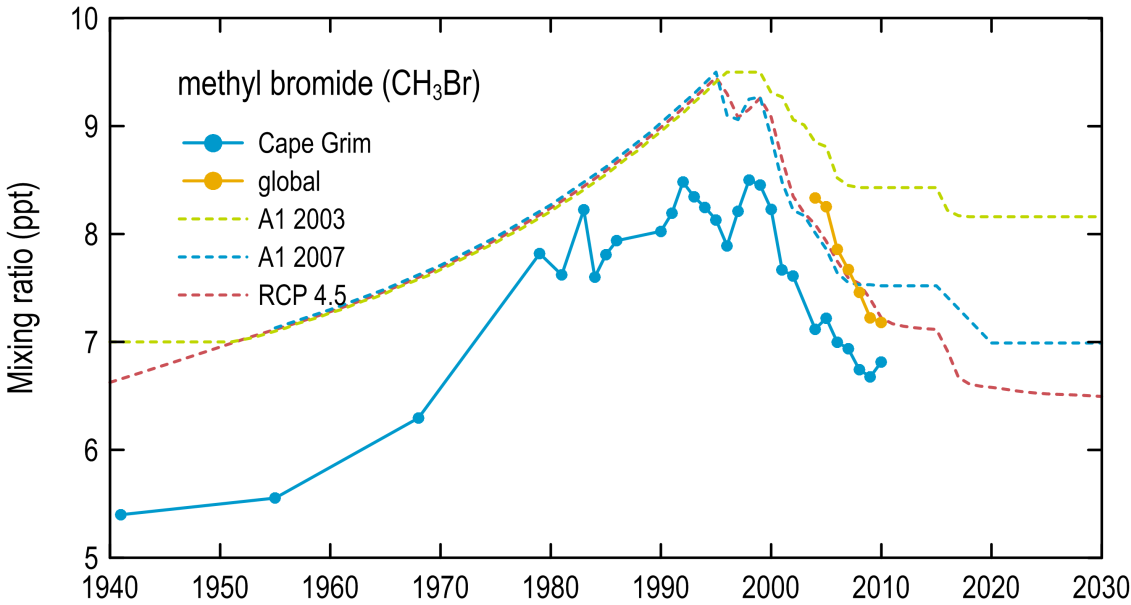 10
9
8
7
6
5
Mixing ratio (ppt)
methyl bromide (CH₃Br)
Cape Grim
global
A1 2003
A1 2007
RCP 4.5
1940 1950 1960 1970 1980 1990 2000 2010 2020 2030